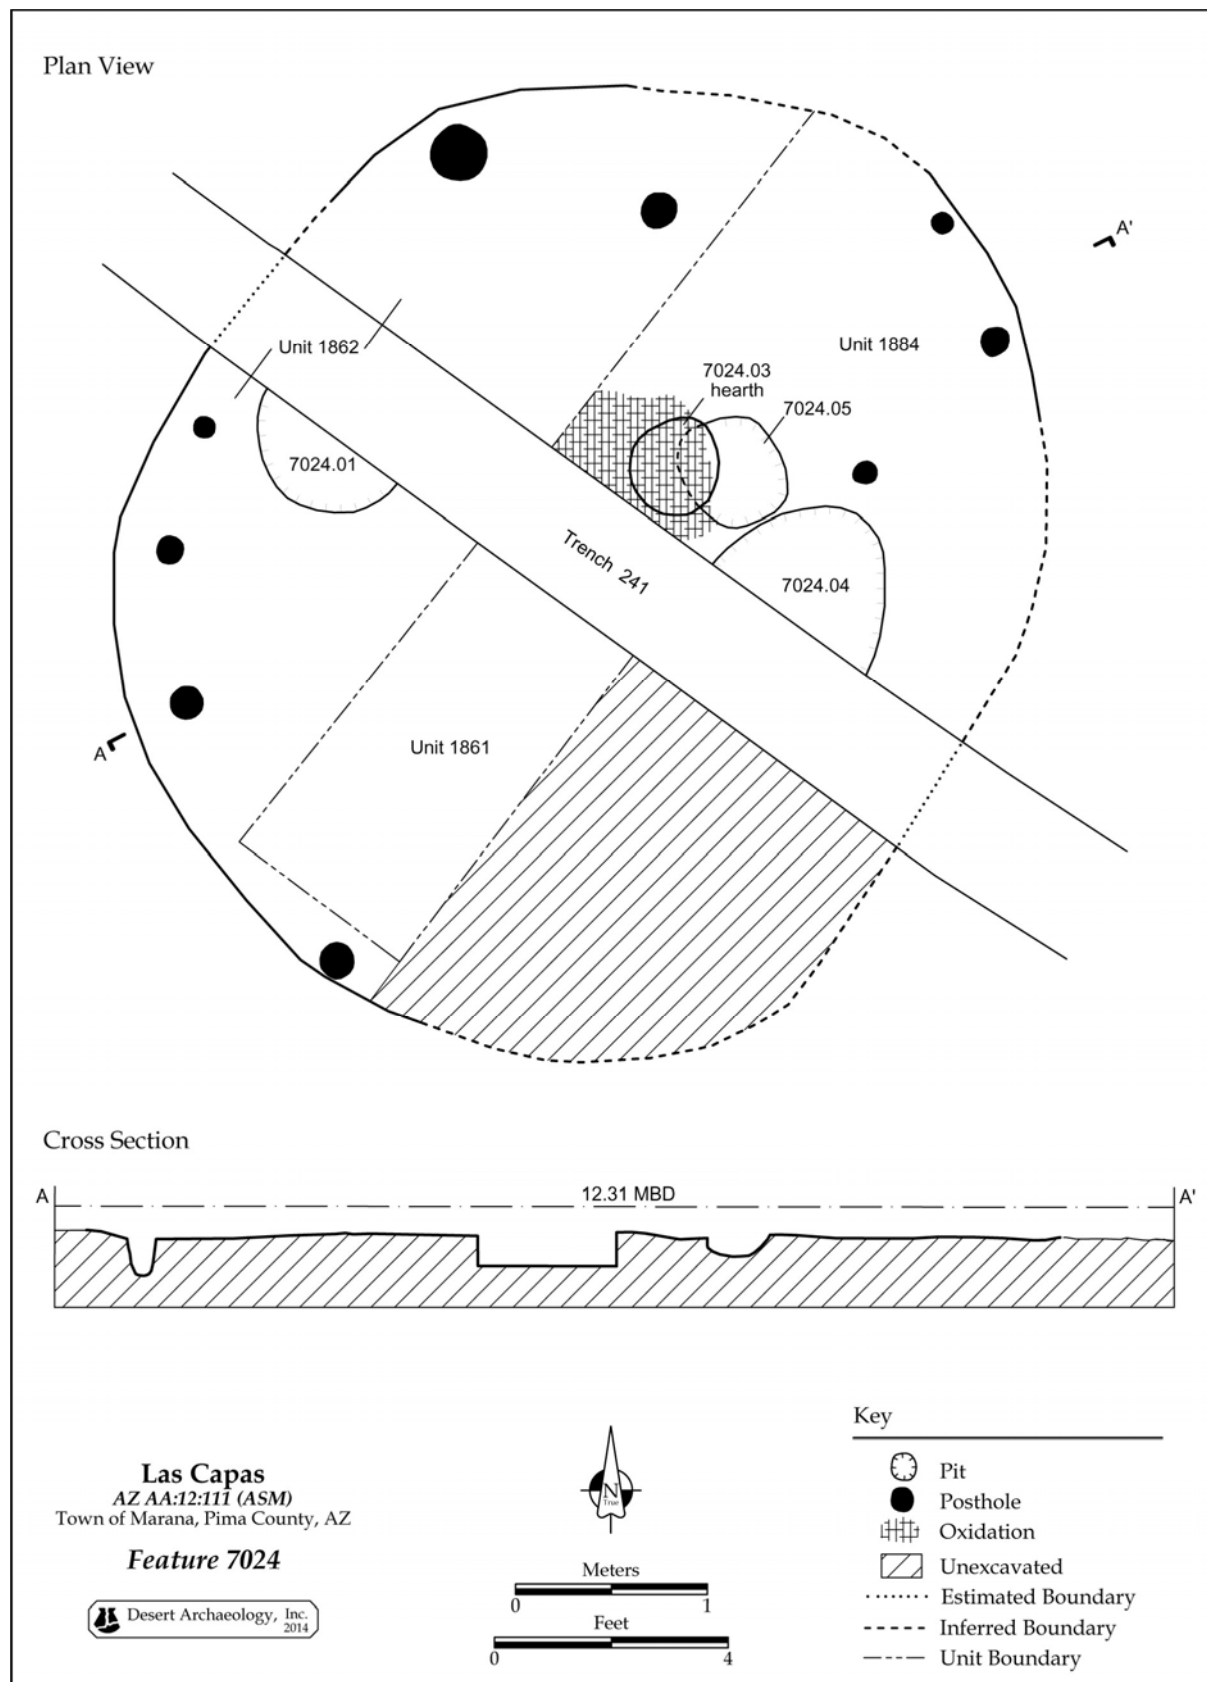 Plan View
A'
Unit 1862
Unit 1884
7024.03
hearth
7024.05
7024.01
Trench 241
7024.04
Unit 1861
A
Cross Section
A
12.31 MBD
A'
Las Capas
AZ AA:12:111 (ASM)
Town of Marana, Pima County, AZ
Feature 7024
Desert Archaeology, Inc.
2014
N
True
Meters
0 1
Feet
0 4
Key
Pit
Posthole
Oxidation
Unexcavated
Estimated Boundary
Inferred Boundary
Unit Boundary